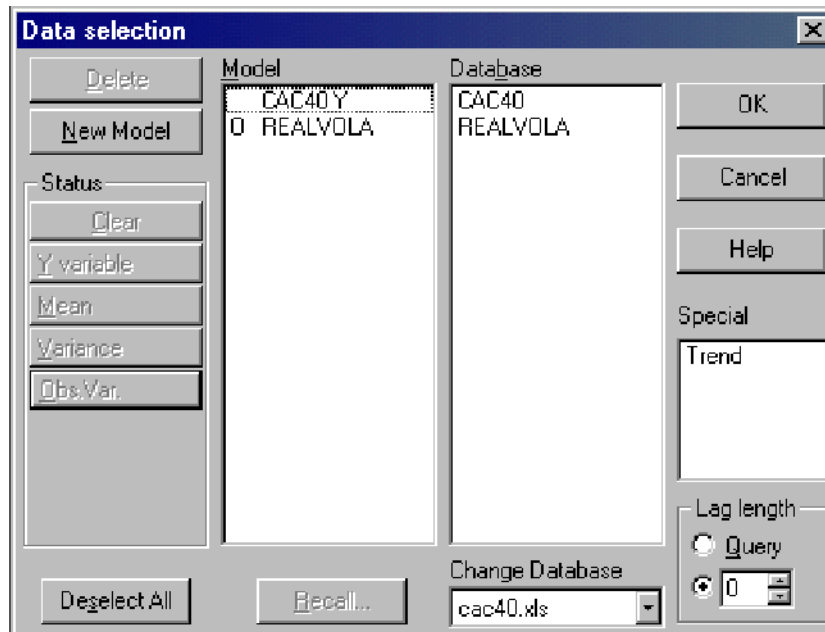 Data selection
Delete
New Model
Status
Clear
Y variable
Mean
Variance
Obs.Var.
Deselect All
Model
CAC40 Y
O REALVOLA
Recall...
Database
CAC40
REALVOLA
Change Database
cac40.xls
OK
Cancel
Help
Special
Trend
Lag length
Query
0